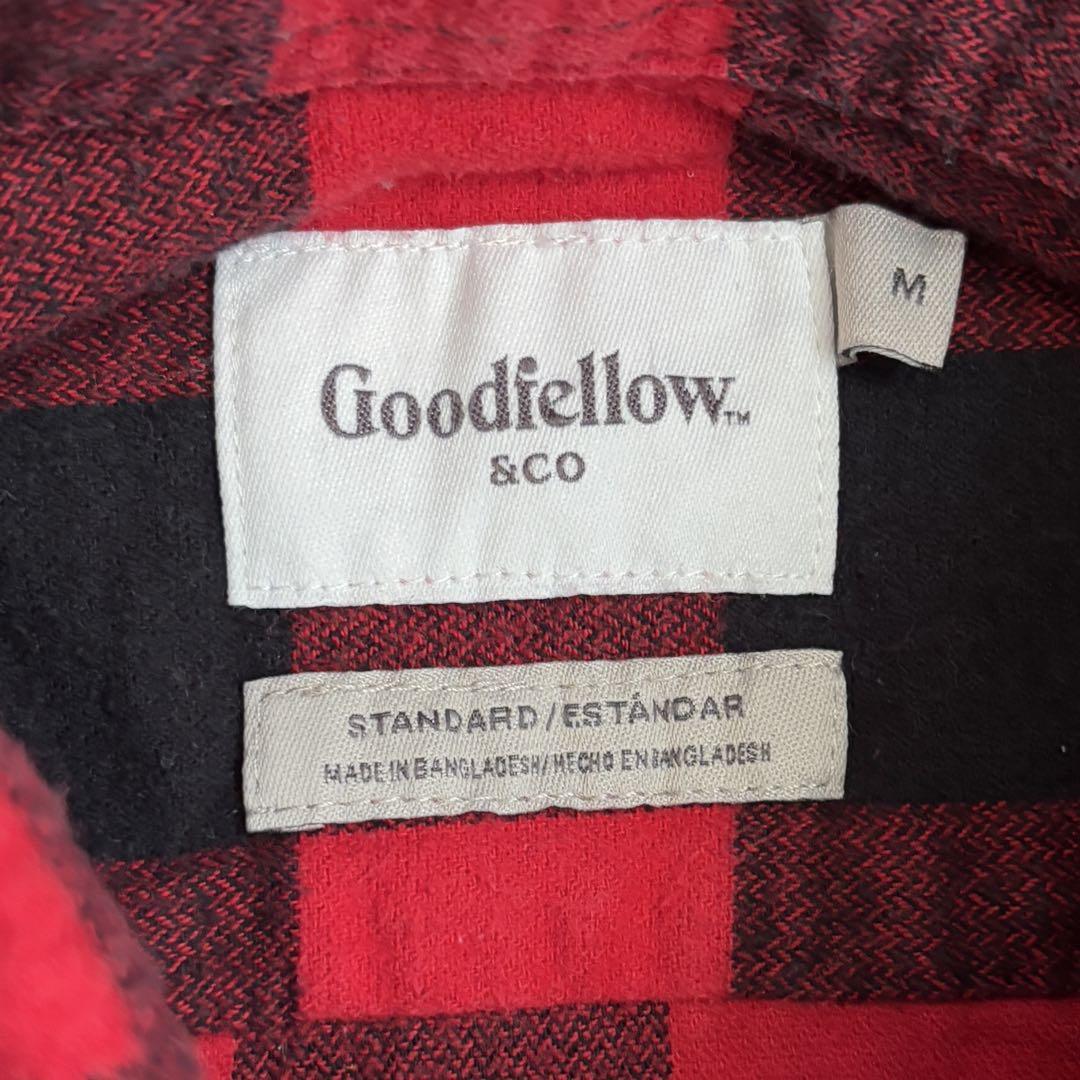 Goodfellow™
&CO
M
STANDARD/ESTÁNDAR
MADE IN BANGLADESH/HECHO EN BANGLADESH